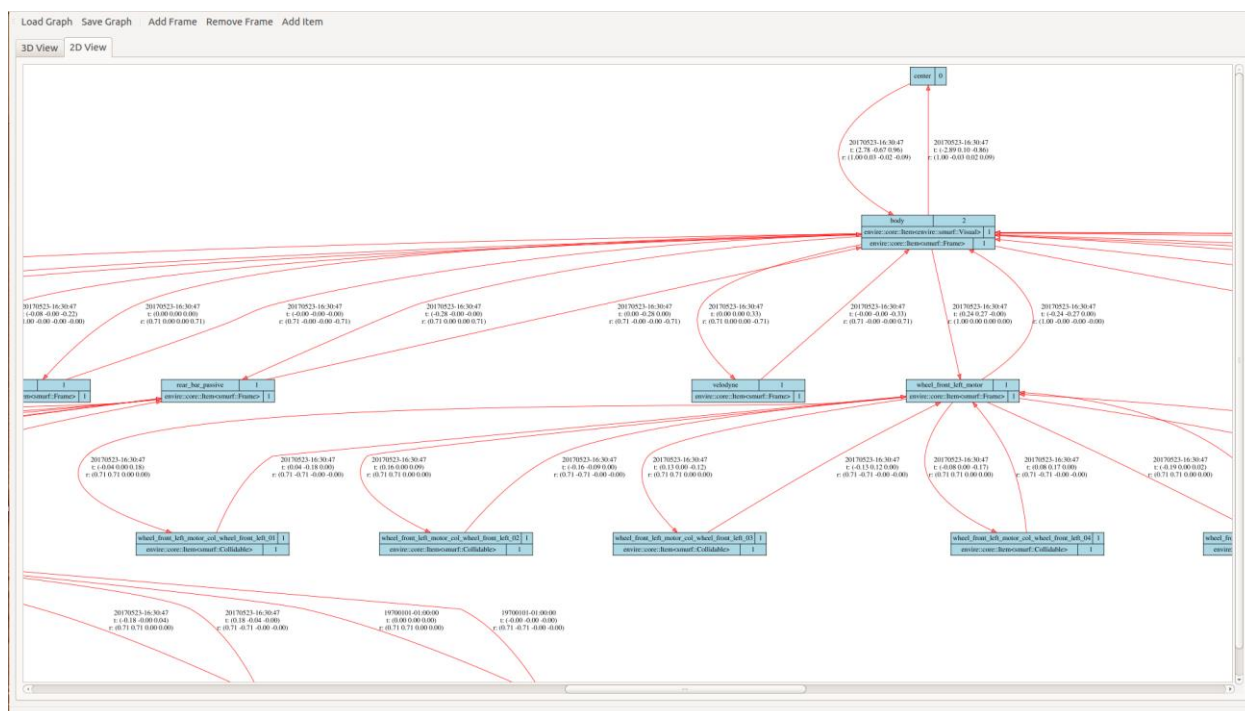 Load Graph Save Graph Add Frame Remove Frame Add Item
3D View 2D View
center 0
20170523-16:30:47
t: (2.78 -0.67 0.96)
r: (1.00 0.03 -0.02 -0.09)
20170523-16:30:47
t: (-2.89 0.10 -0.86)
r: (1.00 -0.03 0.02 0.09)
body 2
envire::core::Item<envire::smurf::Visual> 1
envire::core::Item<smurf::Frame> 1
20170523-16:30:47
: (-0.08 -0.00 -0.22)
1.00 -0.00 -0.00 -0.00)
20170523-16:30:47
t: (0.00 0.00 0.00)
r: (0.71 0.00 0.00 0.71)
20170523-16:30:47
t: (-0.00 -0.00 -0.00)
r: (0.71 -0.00 -0.00 -0.71)
20170523-16:30:47
t: (-0.28 -0.00 0.00)
r: (0.71 0.00 0.00 0.71)
20170523-16:30:47
t: (0.00 -0.28 0.00)
r: (0.71 -0.00 -0.00 -0.71)
20170523-16:30:47
t: (0.00 0.00 0.33)
r: (0.71 0.00 0.00 -0.71)
20170523-16:30:47
t: (-0.00 -0.00 -0.33)
r: (0.71 -0.00 -0.00 0.71)
20170523-16:30:47
t: (0.24 0.27 -0.00)
r: (1.00 0.00 0.00 0.00)
20170523-16:30:47
t: (-0.24 -0.27 0.00)
r: (1.00 -0.00 -0.00 -0.00)
1
em<smurf::Frame> 1
rear_bar_passive 1
envire::core::Item<smurf::Frame> 1
velodyne 1
envire::core::Item<smurf::Frame> 1
wheel_front_left_motor 1
envire::core::Item<smurf::Frame> 1
20170523-16:30:47
t: (-0.04 0.00 0.18)
r: (0.71 0.71 0.00 0.00)
20170523-16:30:47
t: (0.04 -0.18 0.00)
r: (0.71 -0.71 -0.00 -0.00)
20170523-16:30:47
t: (0.16 0.00 0.09)
r: (0.71 0.71 0.00 0.00)
20170523-16:30:47
t: (-0.16 -0.09 0.00)
r: (0.71 -0.71 -0.00 -0.00)
20170523-16:30:47
t: (0.13 0.00 -0.12)
r: (0.71 0.71 0.00 0.00)
20170523-16:30:47
t: (-0.13 0.12 0.00)
r: (0.71 -0.71 -0.00 -0.00)
20170523-16:30:47
t: (-0.08 0.00 -0.17)
r: (0.71 0.71 0.00 0.00)
20170523-16:30:47
t: (0.08 0.17 0.00)
r: (0.71 -0.71 -0.00 -0.00)
20170523-16:30:47
t: (-0.19 0.00 0.02)
r: (0.71 0.71 0.00 0.00)
wheel_front_left_motor_col_wheel_front_left_01 1
envire::core::Item<smurf::Collidable> 1
wheel_front_left_motor_col_wheel_front_left_02 1
envire::core::Item<smurf::Collidable> 1
wheel_front_left_motor_col_wheel_front_left_03 1
envire::core::Item<smurf::Collidable> 1
wheel_front_left_motor_col_wheel_front_left_04 1
envire::core::Item<smurf::Collidable> 1
wheel_fr
envire
20170523-16:30:47
t: (-0.18 -0.00 0.04)
r: (0.71 0.71 0.00 0.00)
20170523-16:30:47
t: (0.18 -0.04 -0.00)
r: (0.71 -0.71 -0.00 -0.00)
19700101-01:00:00
t: (0.00 0.00 0.00)
r: (0.71 0.71 0.00 0.00)
19700101-01:00:00
t: (-0.00 -0.00 -0.00)
r: (0.71 -0.71 -0.00 -0.00)